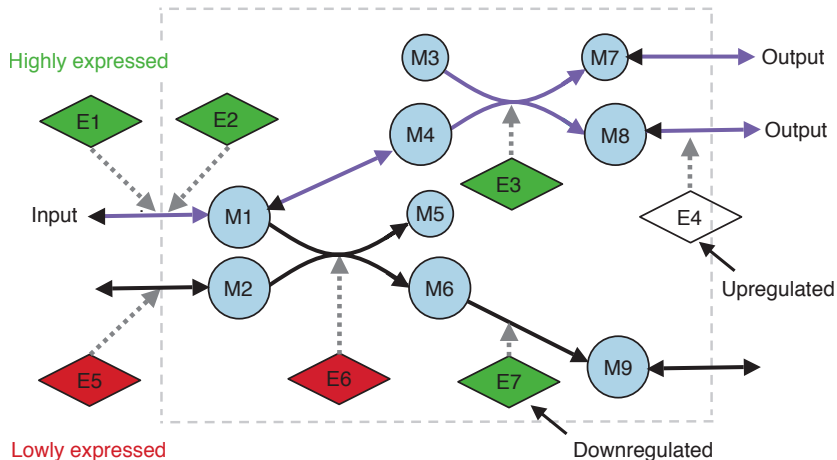 Highly expressed
M3
M7
Output
E1
E2
M4
M8
Output
E3
Input
M1
M5
E4
M2
M6
Upregulated
E5
E6
E7
M9
Lowly expressed
Downregulated